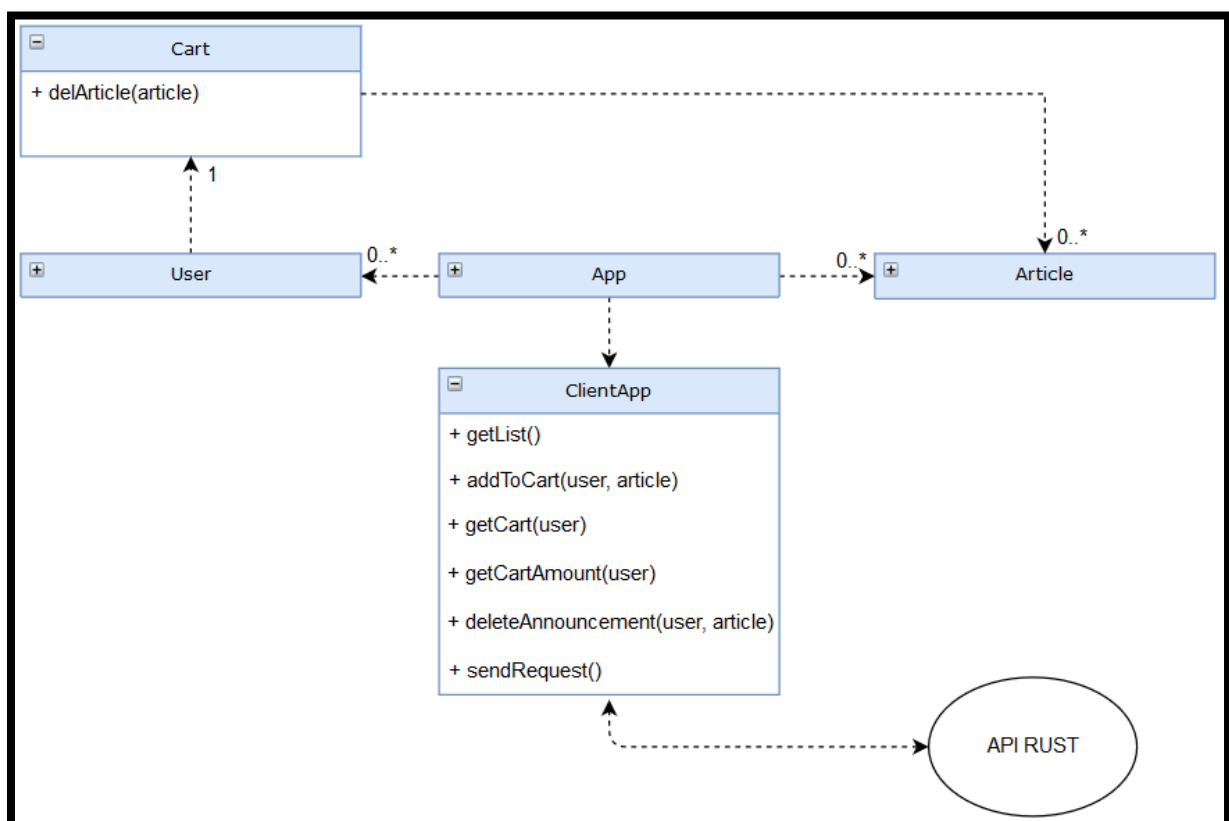 Cart
+ delArticle(article)
1
0..*
0..*
0..*
User
App
Article
ClientApp
+ getList()
+ addToCart(user, article)
+ getCart(user)
+ getCartAmount(user)
+ deleteAnnouncement(user, article)
+ sendRequest()
API RUST